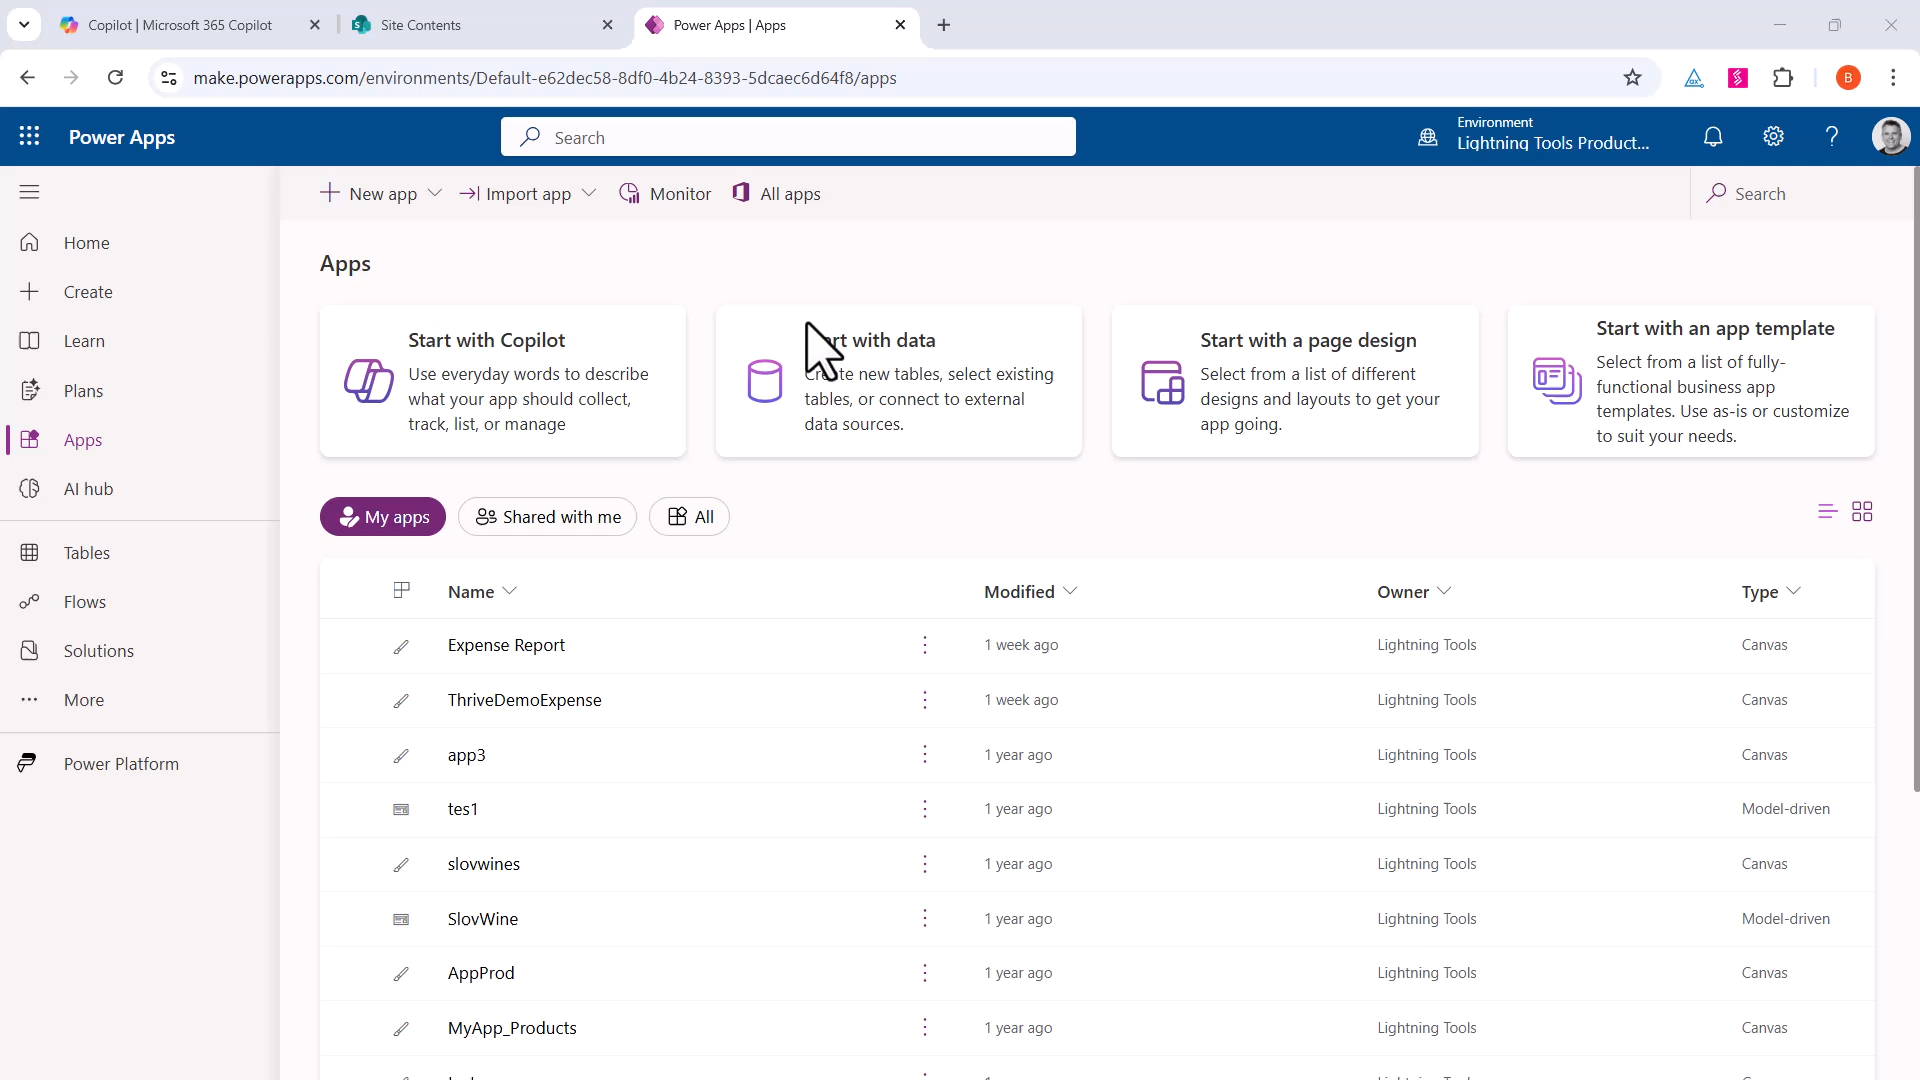 Copilot | Microsoft 365 Copilot
Site Contents
Power Apps | Apps
make.powerapps.com/environments/Default-e62dec58-8df0-4b24-8393-5dcaec6d64f8/apps
B
Power Apps
Search
Environment
Lightning Tools Product...
New app
Import app
Monitor
All apps
Search
Home
Create
Learn
Plans
Apps
AI hub
Tables
Flows
Solutions
More
Power Platform
Apps
Start with Copilot
Use everyday words to describe
what your app should collect,
track, list, or manage
with data
new tables, select existing
tables, or connect to external
data sources.
Start with a page design
Select from a list of different
designs and layouts to get your
app going.
Start with an app template
Select from a list of fully-
functional business app
templates. Use as-is or customize
to suit your needs.
My apps
Shared with me
All
Name
Modified
Owner
Type
Expense Report
1 week ago
Lightning Tools
Canvas
ThriveDemoExpense
1 week ago
Lightning Tools
Canvas
app3
1 year ago
Lightning Tools
Canvas
tes1
1 year ago
Lightning Tools
Model-driven
slovwines
1 year ago
Lightning Tools
Canvas
SlovWine
1 year ago
Lightning Tools
Model-driven
AppProd
1 year ago
Lightning Tools
Canvas
MyApp_Products
1 year ago
Lightning Tools
Canvas